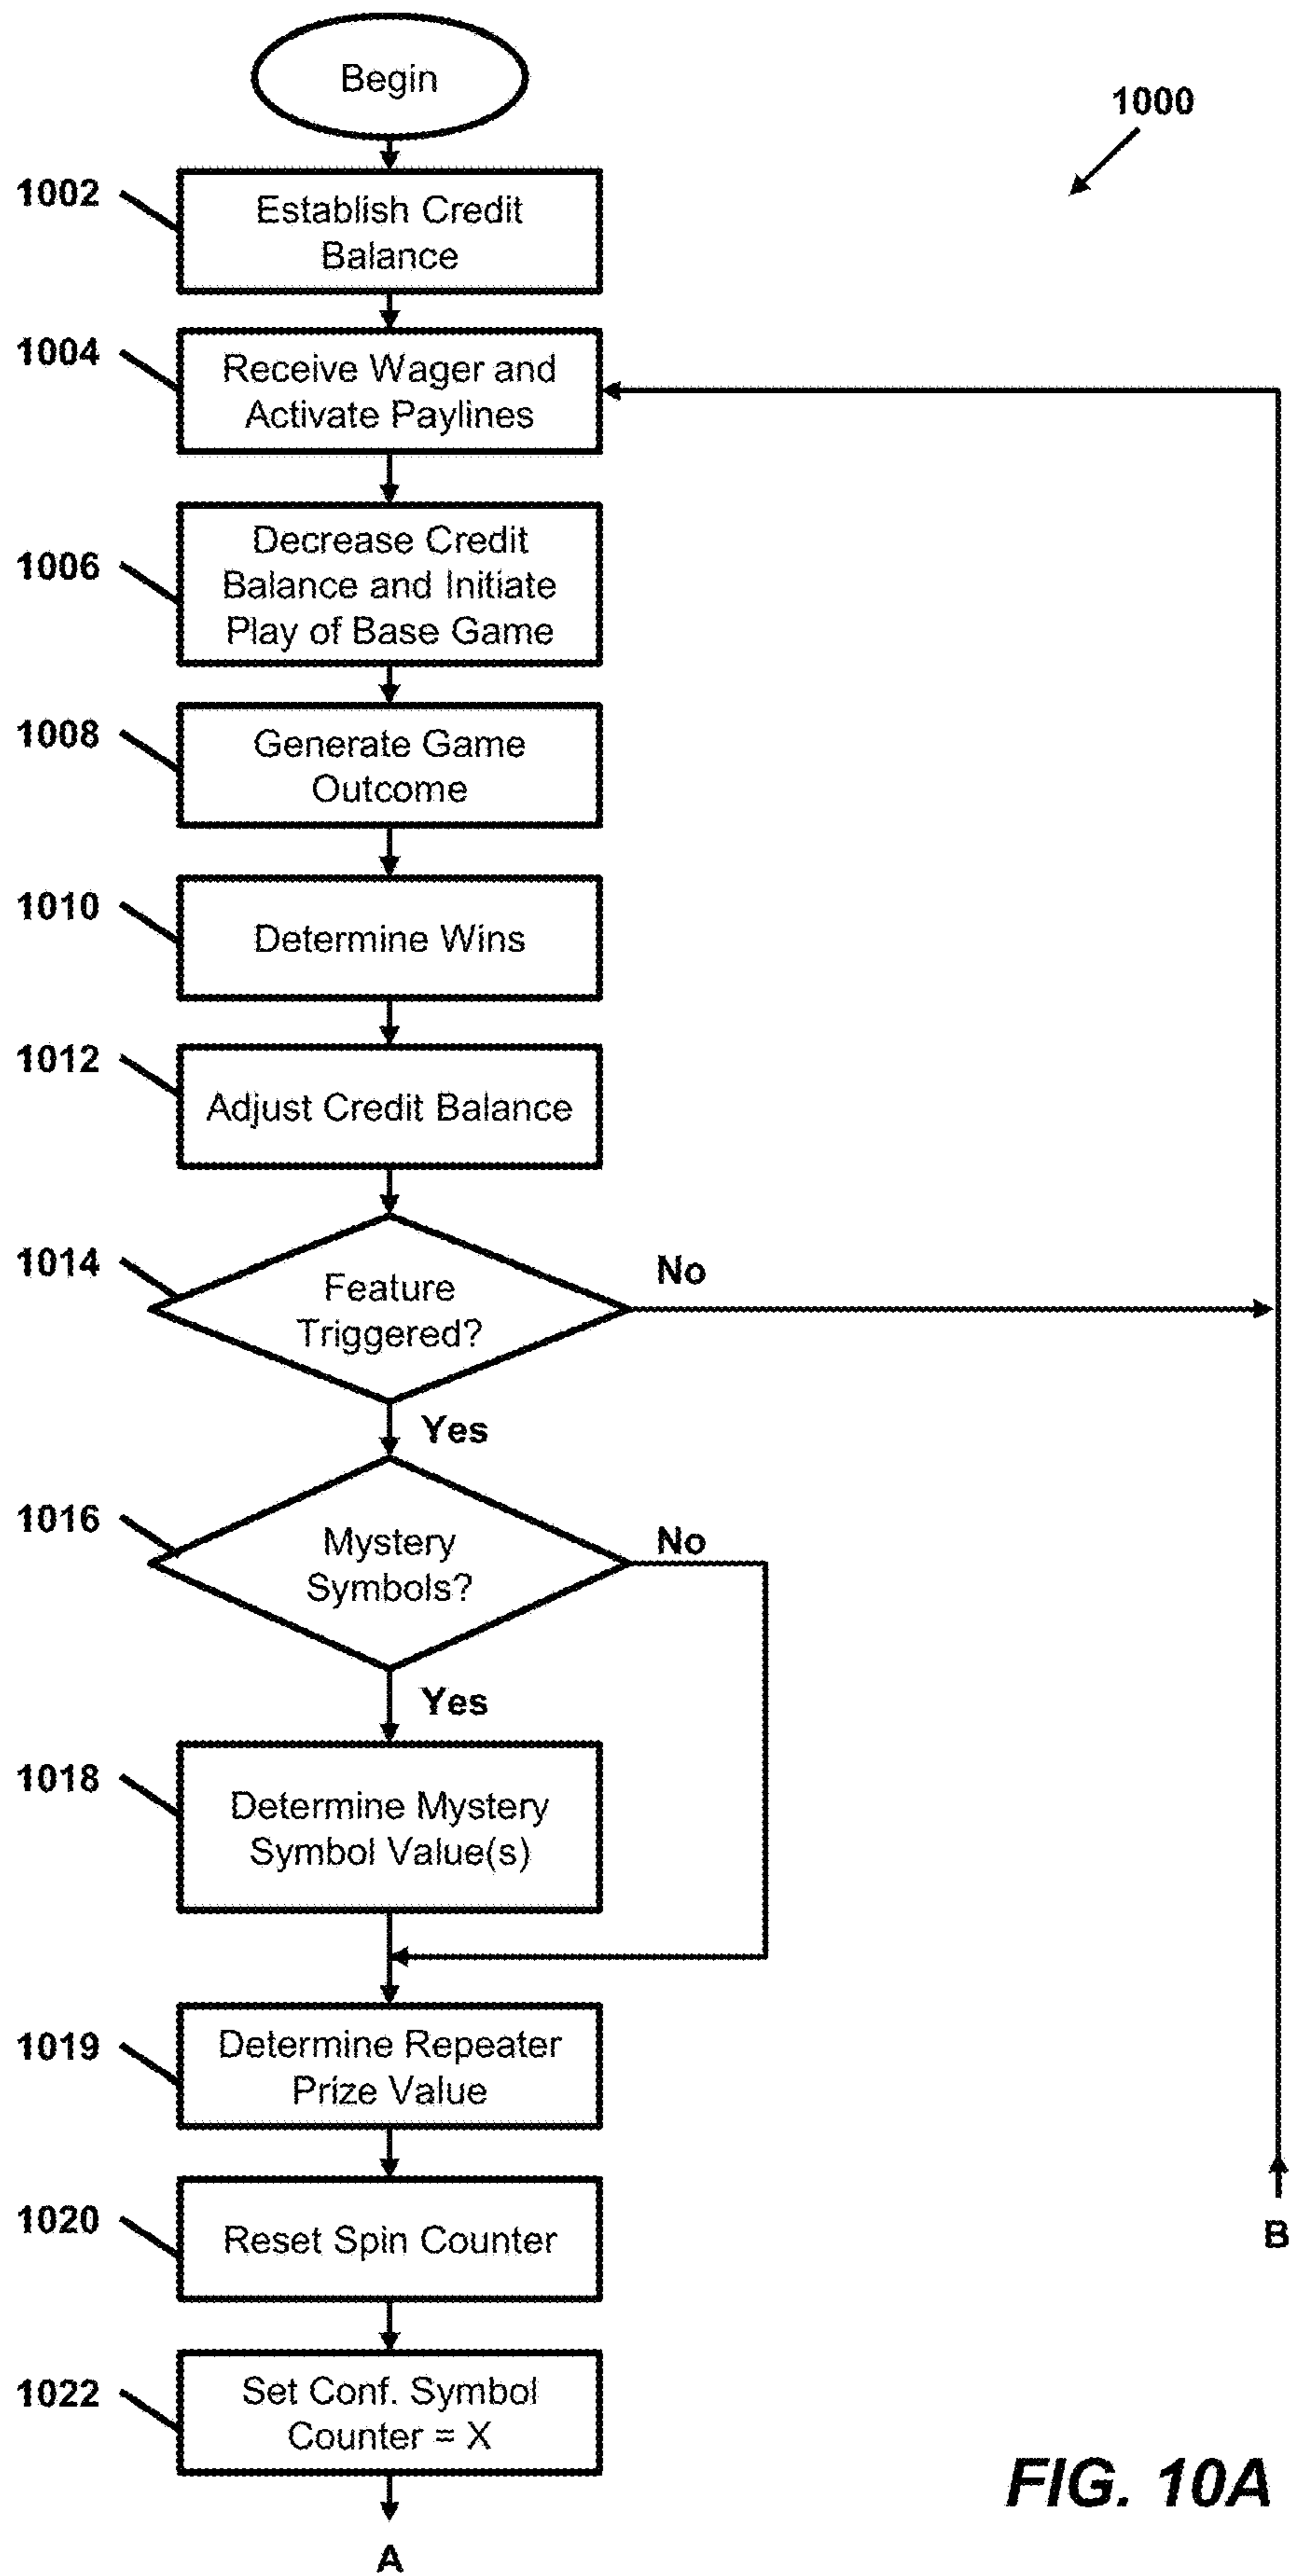 Begin
1000
1002
Establish Credit
Balance
1004
Receive Wager and
Activate Paylines
1006
Decrease Credit
Balance and Initiate
Play of Base Game
1008
Generate Game
Outcome
1010
Determine Wins
1012
Adjust Credit Balance
1014
Feature
Triggered?
No
Yes
1016
Mystery
Symbols?
No
Yes
1018
Determine Mystery
Symbol Value(s)
1019
Determine Repeater
Prize Value
1020
Reset Spin Counter
B
1022
Set Conf. Symbol
Counter = X
A
FIG. 10A